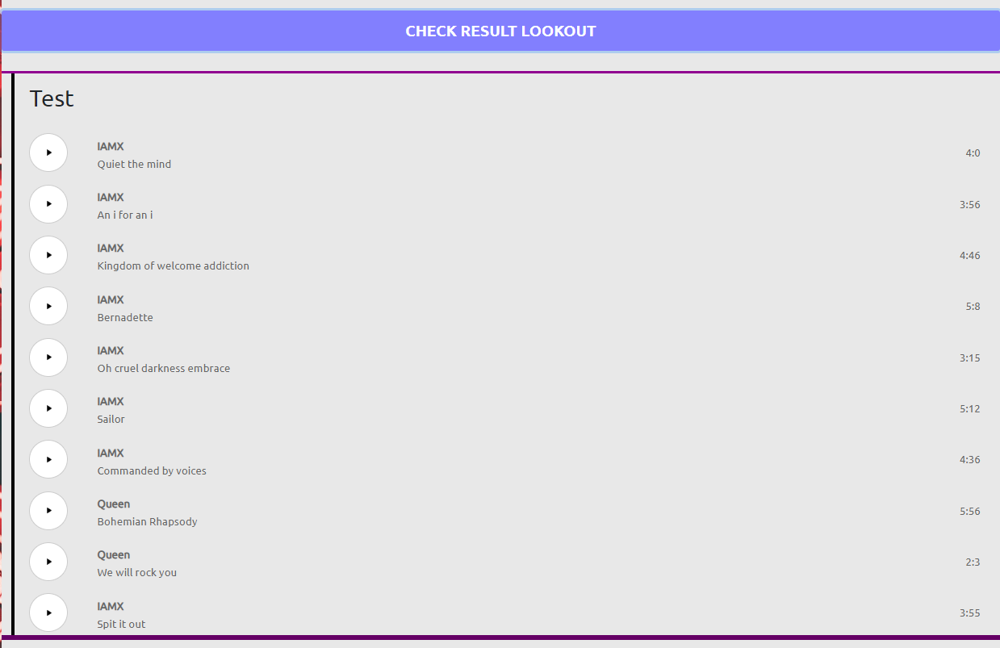 CHECK RESULT LOOKOUT
Test
IAMX
Quiet the mind
4:0
IAMX
An i for an i
3:56
IAMX
Kingdom of welcome addiction
4:46
IAMX
Bernadette
5:8
IAMX
Oh cruel darkness embrace
3:15
IAMX
Sailor
5:12
IAMX
Commanded by voices
4:36
Queen
Bohemian Rhapsody
5:56
Queen
We will rock you
2:3
IAMX
Spit it out
3:55